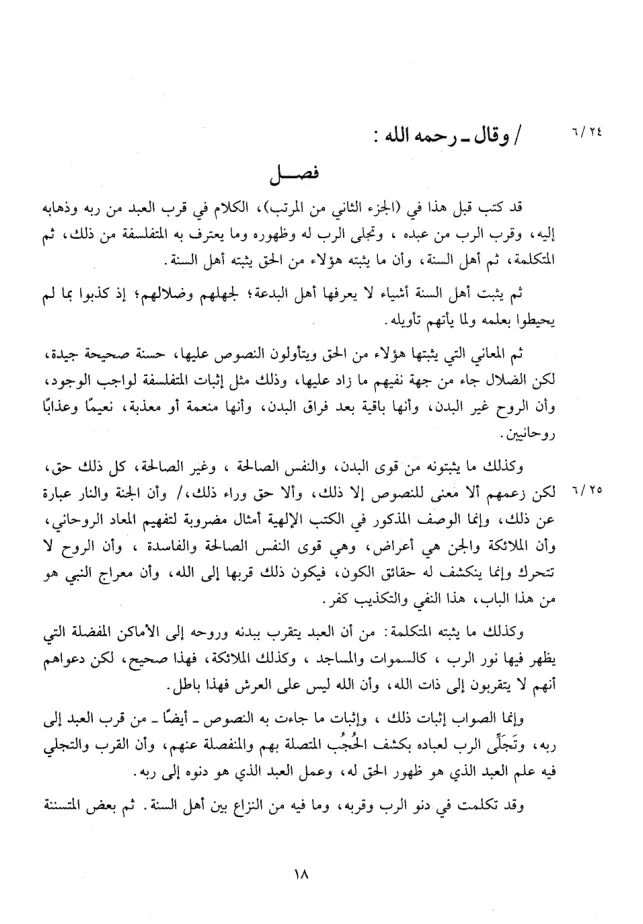 ٦/٢٤ / وقال ـ رحمه الله :
فصــل
قد كتب قبل هذا في (الجزء الثاني من المرتب)، الكلام في قرب العبد من ربه وذهابه
إليه، وقرب الرب من عبده ، وتجلى الرب له وظهوره وما يعترف به المتفلسفة من ذلك، ثم
المتكلمة، ثم أهل السنة، وأن ما يثبته هؤلاء من الحق يثبته أهل السنة.
ثم يثبت أهل السنة أشياء لا يعرفها أهل البدعة؛ لجهلهم وضلالهم؛ إذ كذبوا بما لم
يحيطوا بعلمه ولما يأتهم تأويله.
ثم المعاني التي يثبتها هؤلاء من الحق ويتأولون النصوص عليها، حسنة صحيحة جيدة،
لكن الضلال جاء من جهة نفيهم ما زاد عليها، وذلك مثل إثبات المتفلسفة لواجب الوجود،
وأن الروح غير البدن، وأنها باقية بعد فراق البدن، وأنها منعمة أو معذبة، نعيمًا وعذابًا
روحانيين.
وكذلك ما يثبتونه من قوى البدن، والنفس الصالحة ، وغير الصالحة، كل ذلك حق،
٦/٢٥ لكن زعمهم ألا معنى للنصوص إلا ذلك، وألا حق وراء ذلك،/ وأن الجنة والنار عبارة
عن ذلك، وإنما الوصف المذكور في الكتب الإلهية أمثال مضروبة لتفهيم المعاد الروحاني،
وأن الملائكة والجن هي أعراض، وهي قوى النفس الصالحة والفاسدة ، وأن الروح لا
تتحرك وإنما ينكشف له حقائق الكون، فيكون ذلك قربها إلى الله، وأن معراج النبي هو
من هذا الباب، هذا النفي والتكذيب كفر.
وكذلك ما يثبته المتكلمة: من أن العبد يتقرب ببدنه وروحه إلى الأماكن المفضلة التي
يظهر فيها نور الرب ، كالسموات والمساجد ، وكذلك الملائكة، فهذا صحيح، لكن دعواهم
أنهم لا يتقربون إلى ذات الله، وأن الله ليس على العرش فهذا باطل.
وإنما الصواب إثبات ذلك ، وإثبات ما جاءت به النصوص ـ أيضًا ـ من قرب العبد إلى
ربه، وتَجَلِّى الرب لعباده بكشف الحُجُب المتصلة بهم والمنفصلة عنهم، وأن القرب والتجلي
فيه علم العبد الذي هو ظهور الحق له، وعمل العبد الذي هو دنوه إلى ربه.
وقد تكلمت في دنو الرب وقربه، وما فيه من النزاع بين أهل السنة. ثم بعض المتسننة
١٨